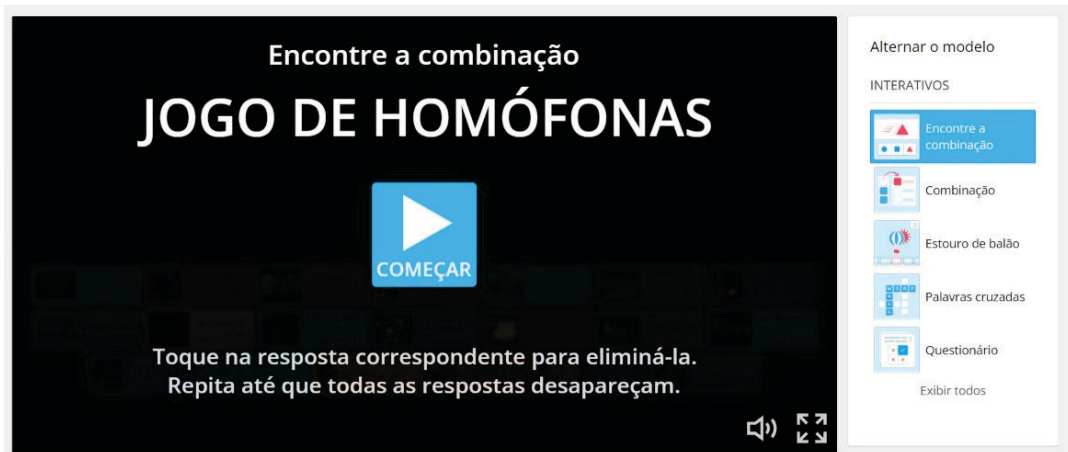 Encontre a combinação
JOGO DE HOMÓFONAS
COMEÇAR
Toque na resposta correspondente para eliminá-la.
Repita até que todas as respostas desapareçam.
Alternar o modelo
INTERATIVOS
Encontre a
combinação
Combinação
Estouro de balão
Palavras cruzadas
Questionário
Exibir todos